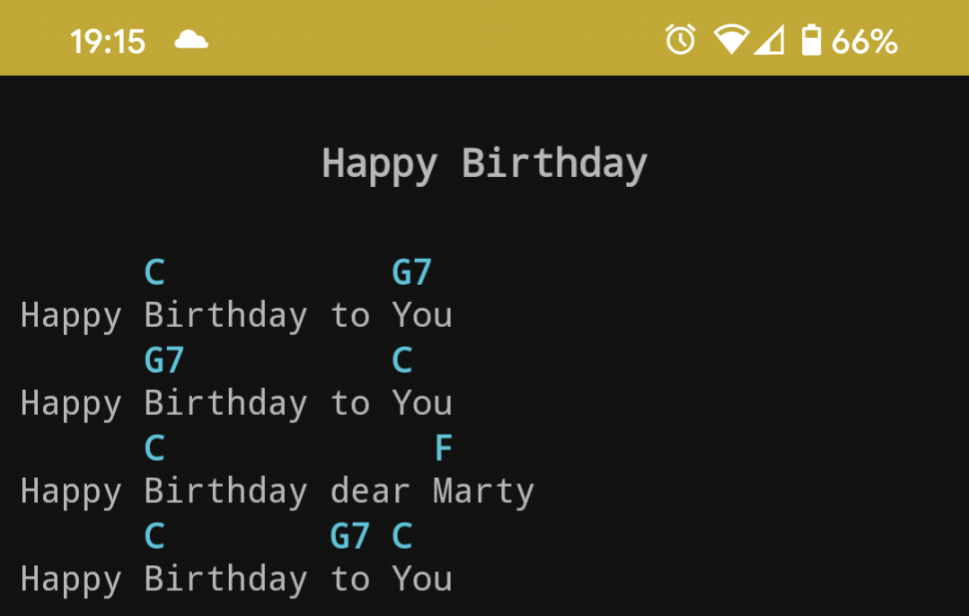 19:15 66%
Happy Birthday
C G7
Happy Birthday to You
G7 C
Happy Birthday to You
C F
Happy Birthday dear Marty
C G7 C
Happy Birthday to You